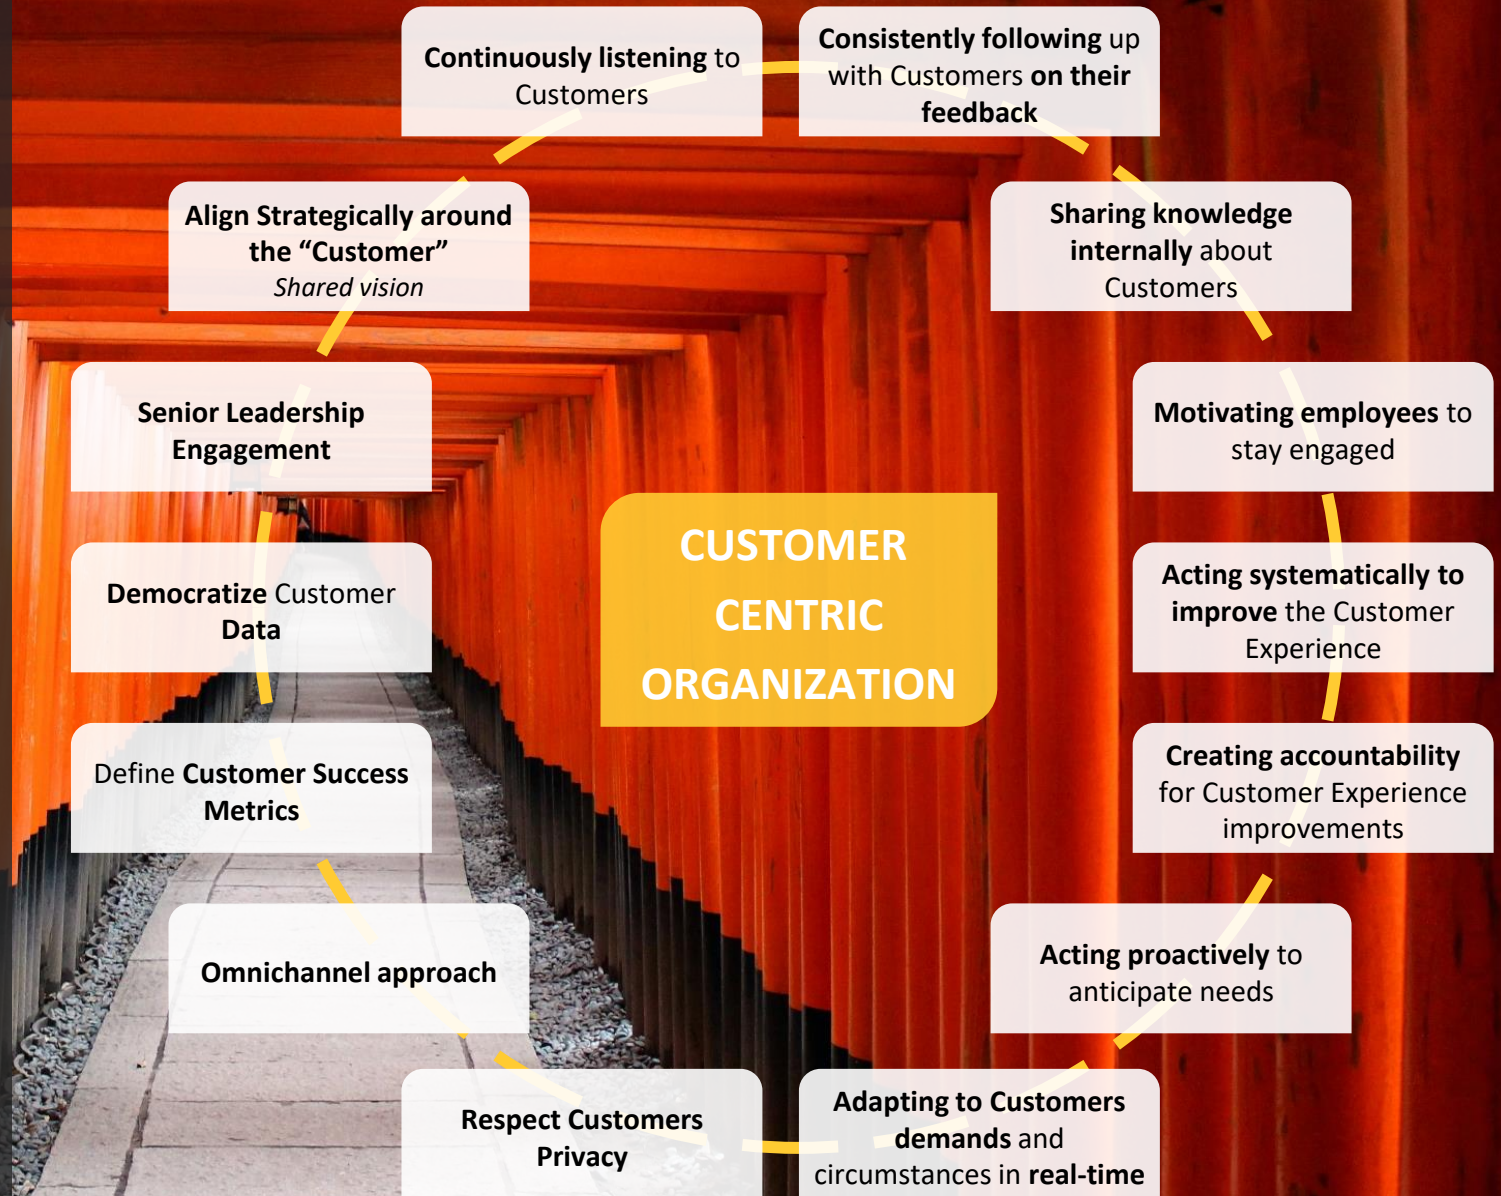 Continuously listening to
Customers
Consistently following up
with Customers on their
feedback
Align Strategically around
the “Customer”
Shared vision
Sharing knowledge
internally about
Customers
Senior Leadership
Engagement
Motivating employees to
stay engaged
CUSTOMER
CENTRIC
ORGANIZATION
Democratize Customer
Data
Acting systematically to
improve the Customer
Experience
Define Customer Success
Metrics
Creating accountability
for Customer Experience
improvements
Omnichannel approach
Acting proactively to
anticipate needs
Respect Customers
Privacy
Adapting to Customers
demands and
circumstances in real-time